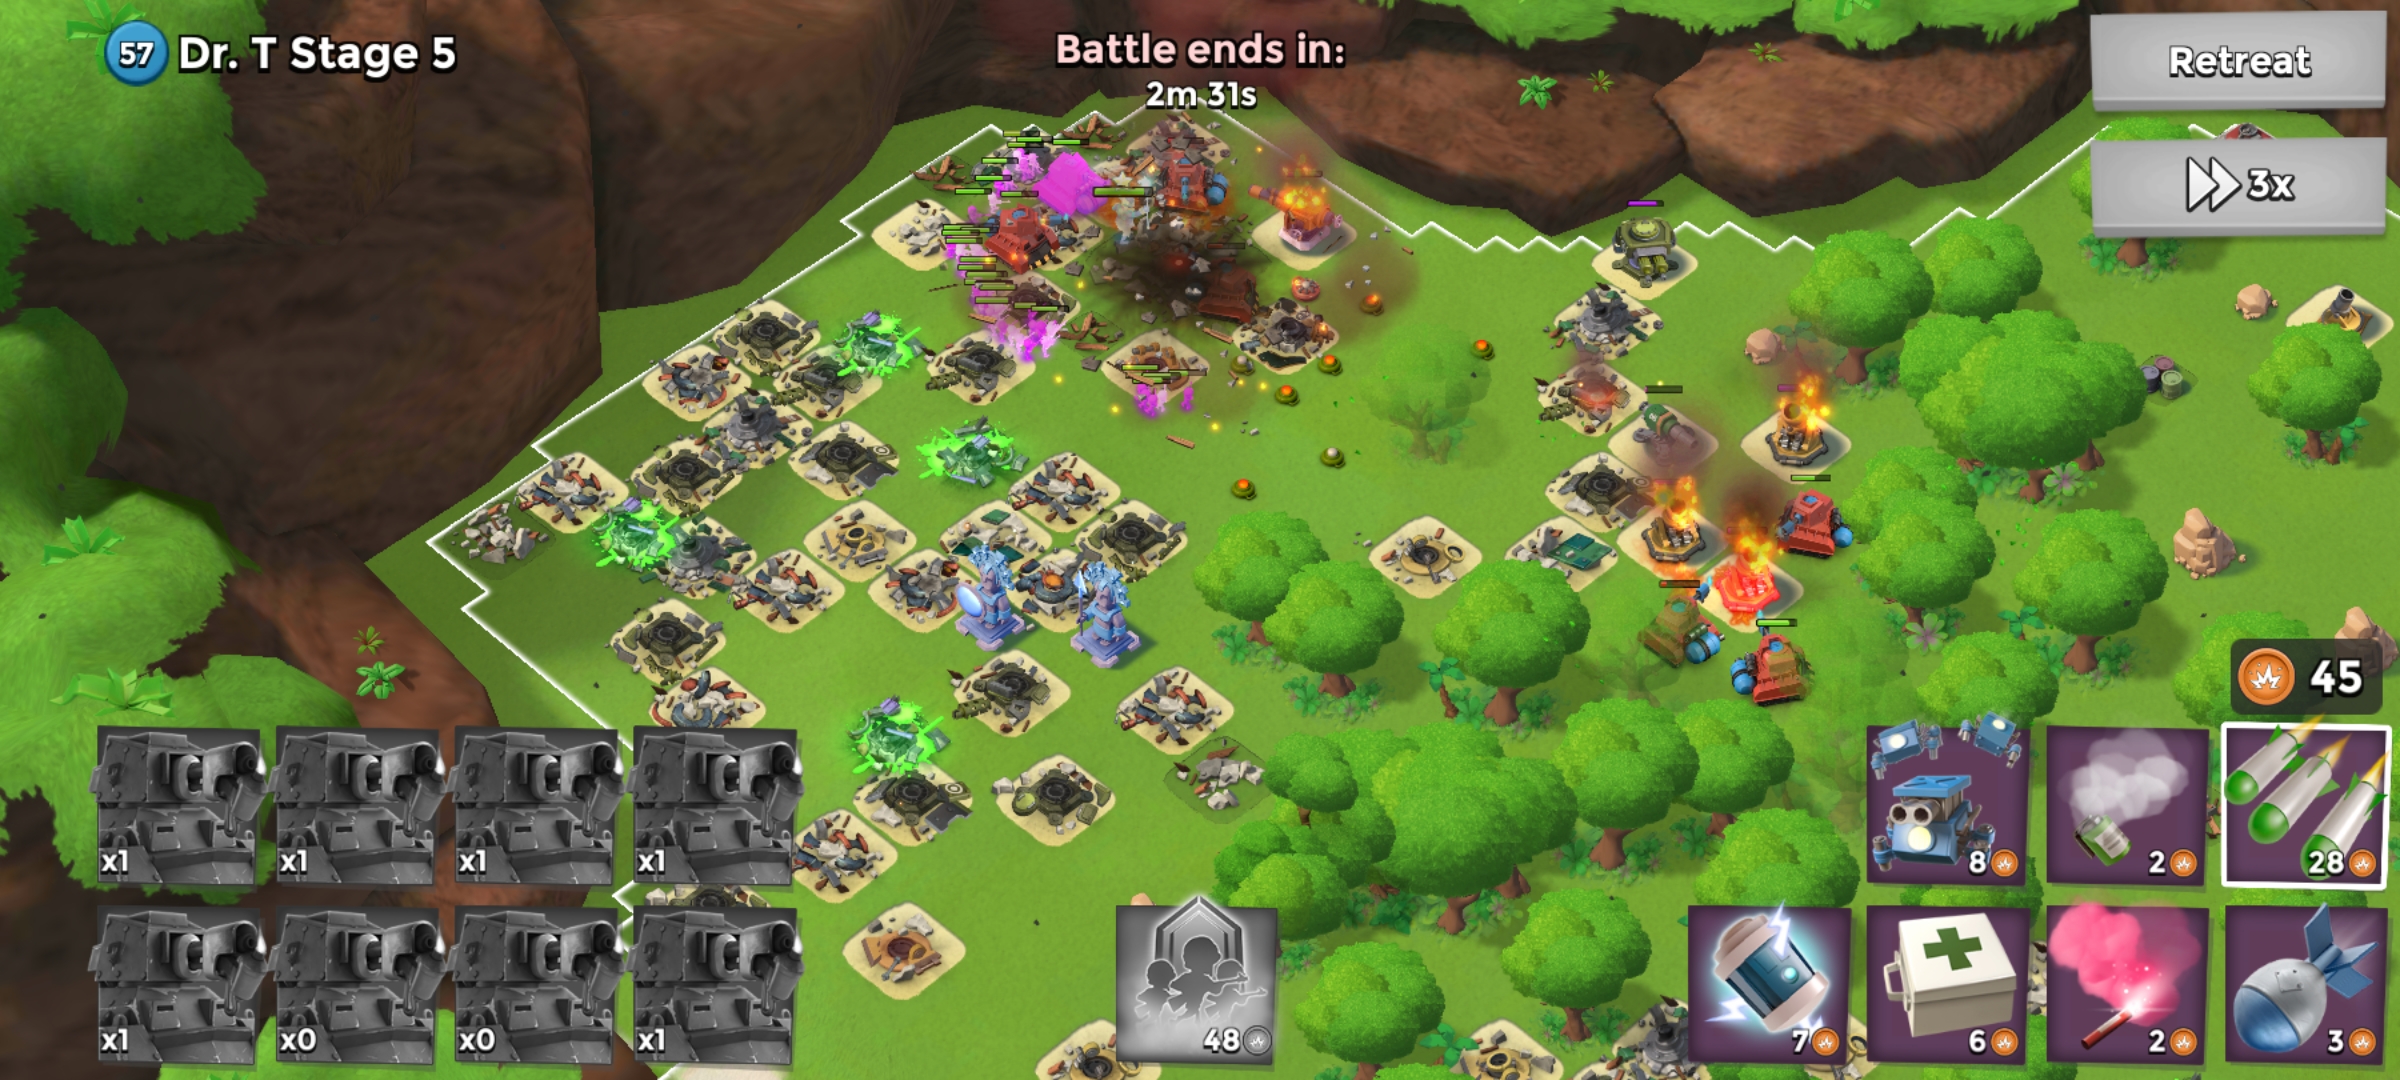 57 Dr. T Stage 5
Battle ends in:
2m 31s
Retreat
3x
45
x1
x1
x1
x1
8
2
28
x1
x0
x0
x1
48
7
6
2
3